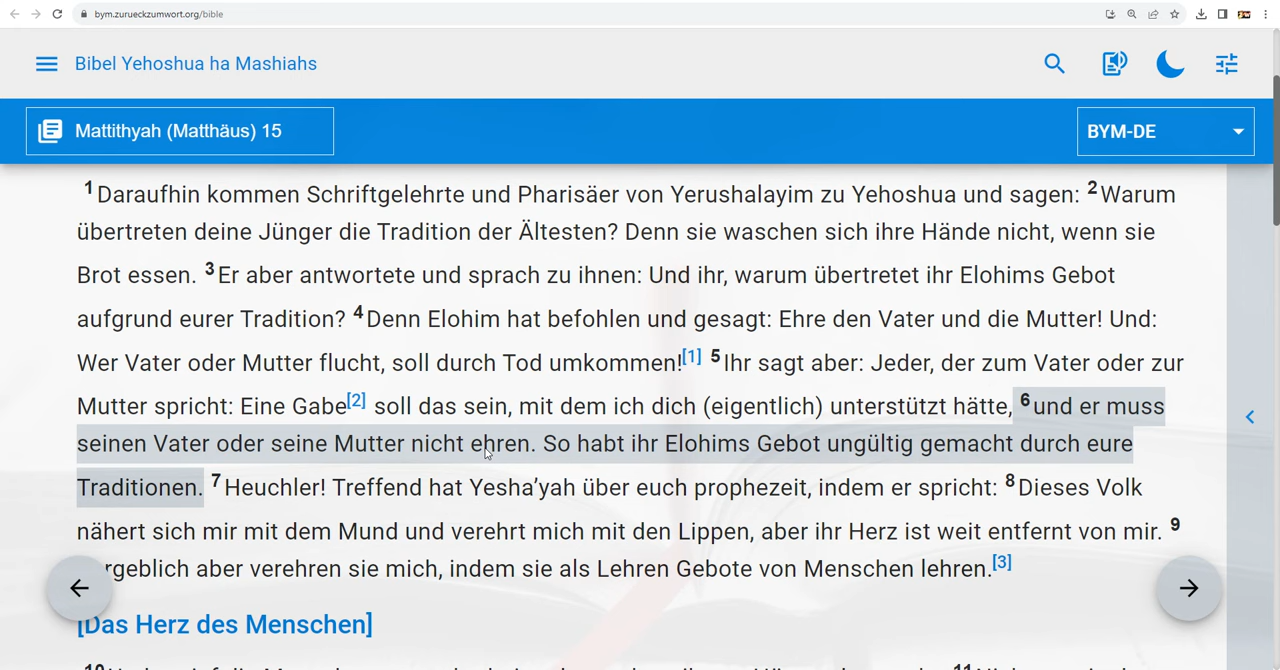 bym.zurueckzumwort.org/bible
Bibel Yehoshua ha Mashiahs
Mattithyah (Matthäus) 15
BYM-DE
1 Daraufhin kommen Schriftgelehrte und Pharisäer von Yerushalayim zu Yehoshua und sagen: 2 Warum
übertreten deine Jünger die Tradition der Ältesten? Denn sie waschen sich ihre Hände nicht, wenn sie
Brot essen. 3 Er aber antwortete und sprach zu ihnen: Und ihr, warum übertretet ihr Elohims Gebot
aufgrund eurer Tradition? 4 Denn Elohim hat befohlen und gesagt: Ehre den Vater und die Mutter! Und:
Wer Vater oder Mutter flucht, soll durch Tod umkommen![1] 5 Ihr sagt aber: Jeder, der zum Vater oder zur
Mutter spricht: Eine Gabe[2] soll das sein, mit dem ich dich (eigentlich) unterstützt hätte, 6 und er muss
seinen Vater oder seine Mutter nicht ehren. So habt ihr Elohims Gebot ungültig gemacht durch eure
Traditionen. 7 Heuchler! Treffend hat Yesha’yah über euch prophezeit, indem er spricht: 8 Dieses Volk
nähert sich mir mit dem Mund und verehrt mich mit den Lippen, aber ihr Herz ist weit entfernt von mir. 9
rgeblich aber verehren sie mich, indem sie als Lehren Gebote von Menschen lehren.[3]
[Das Herz des Menschen]